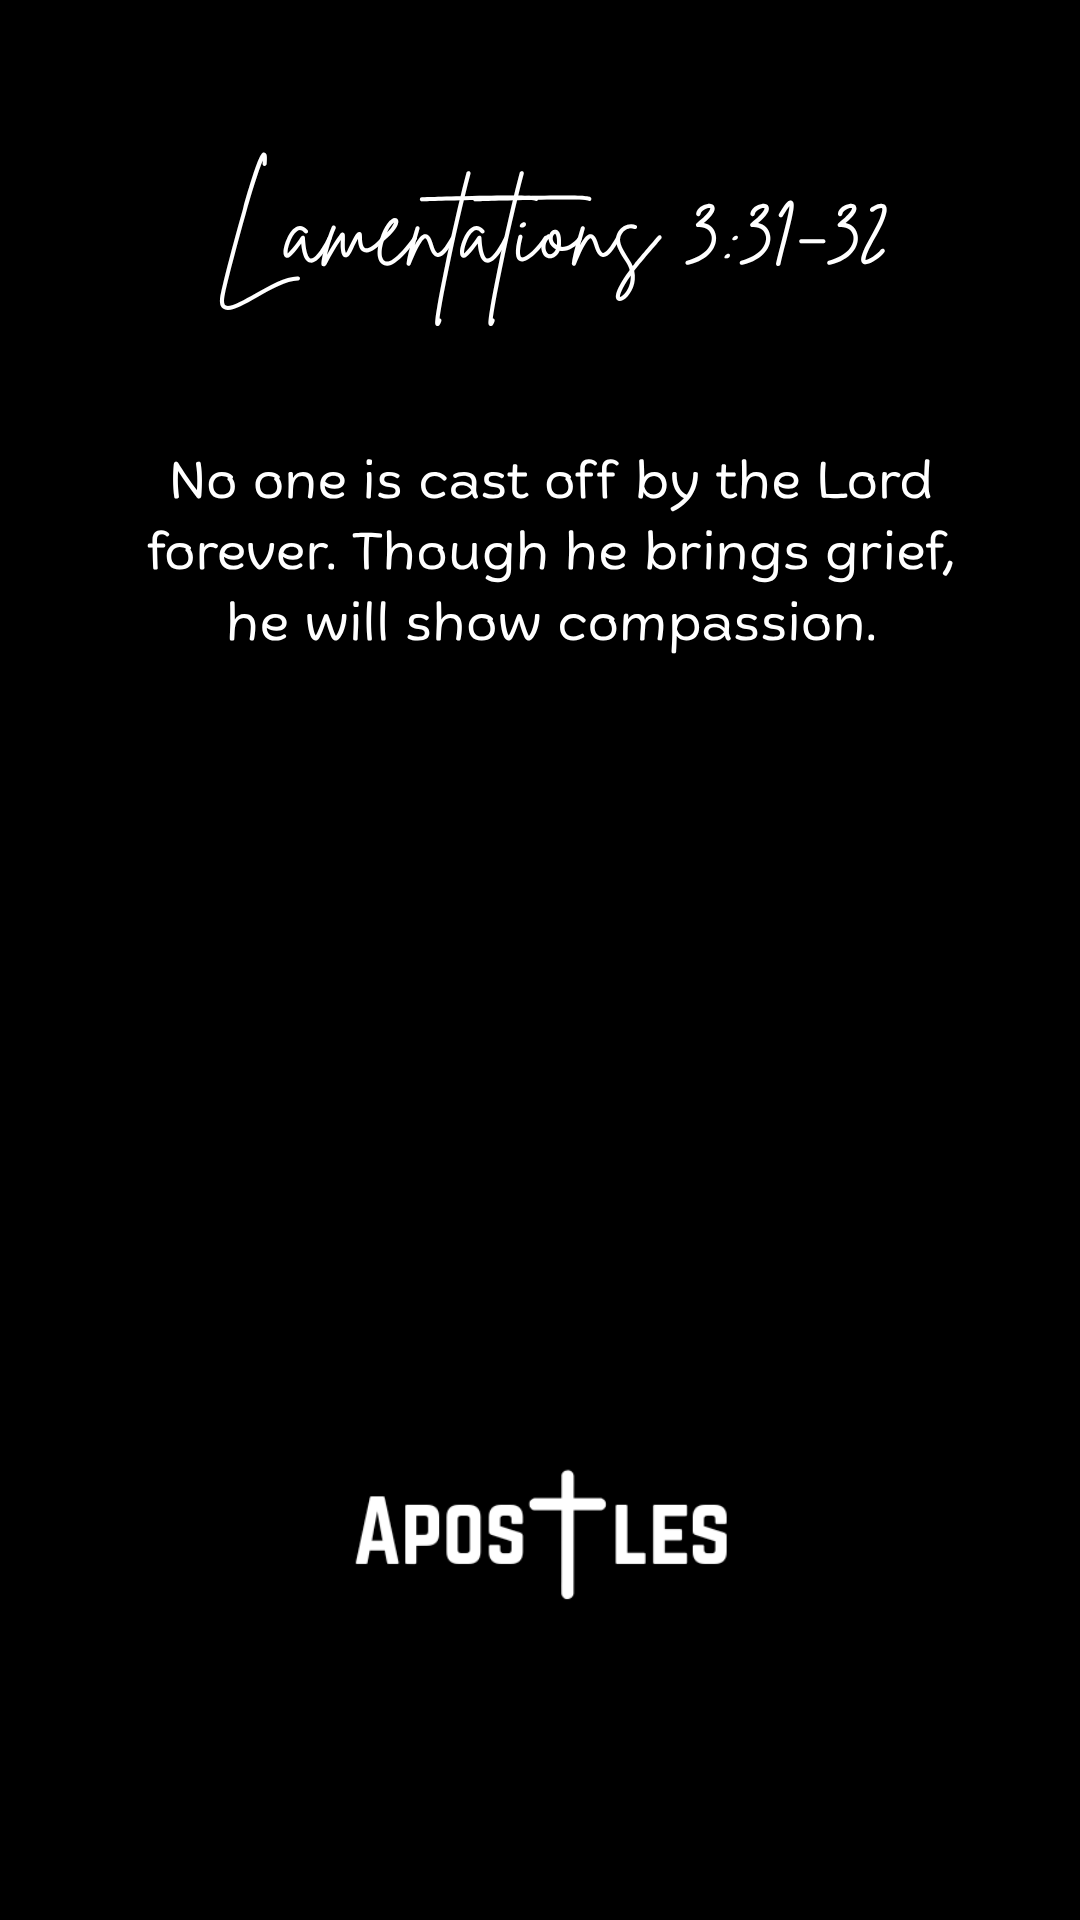 Lamentations 3:31-32
No one is cast off by the Lord
forever. Though he brings grief,
he will show compassion.
APOSTLES